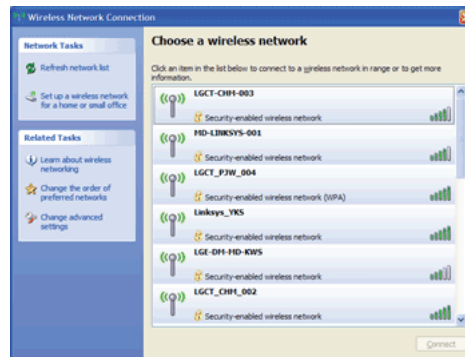 Wireless Network Connection
Network Tasks
Refresh network list
Set up a wireless network
for a home or small office
Related Tasks
Learn about wireless
networking
Change the order of
preferred networks
Change advanced
settings
Choose a wireless network
Click an item in the list below to connect to a wireless network in range or to get more
information.
LGCT-CHM-003
Security-enabled wireless network
MD-LINKSYS-001
Security-enabled wireless network
LGCT_PJW_004
Security-enabled wireless network (WPA)
Linksys_YKS
Security-enabled wireless network
LGE-DM-MD-KWS
Security-enabled wireless network
LGCT_CHM_002
Security-enabled wireless network
Connect